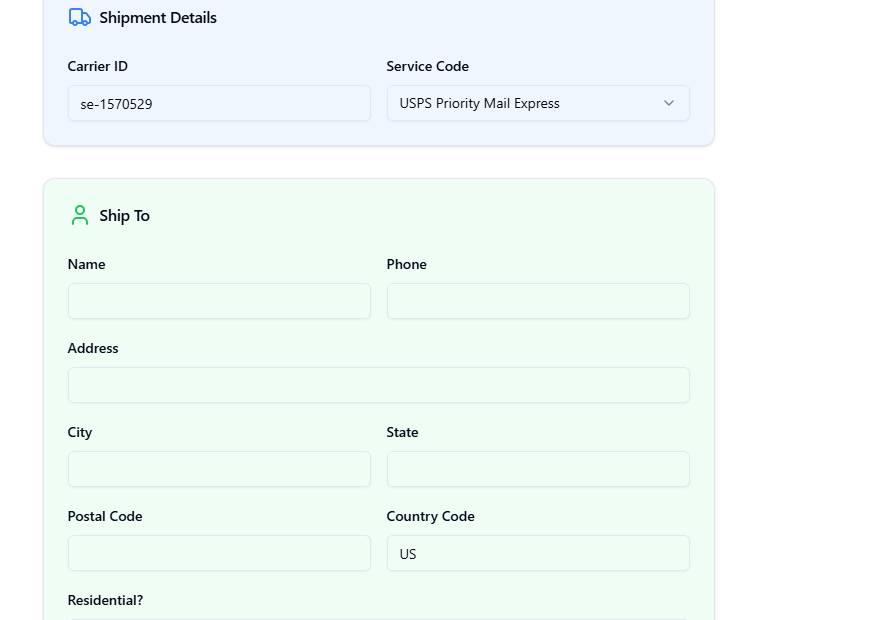 Shipment Details
Carrier ID
Service Code
se-1570529
USPS Priority Mail Express
Ship To
Name
Phone
Address
City
State
Postal Code
Country Code
US
Residential?